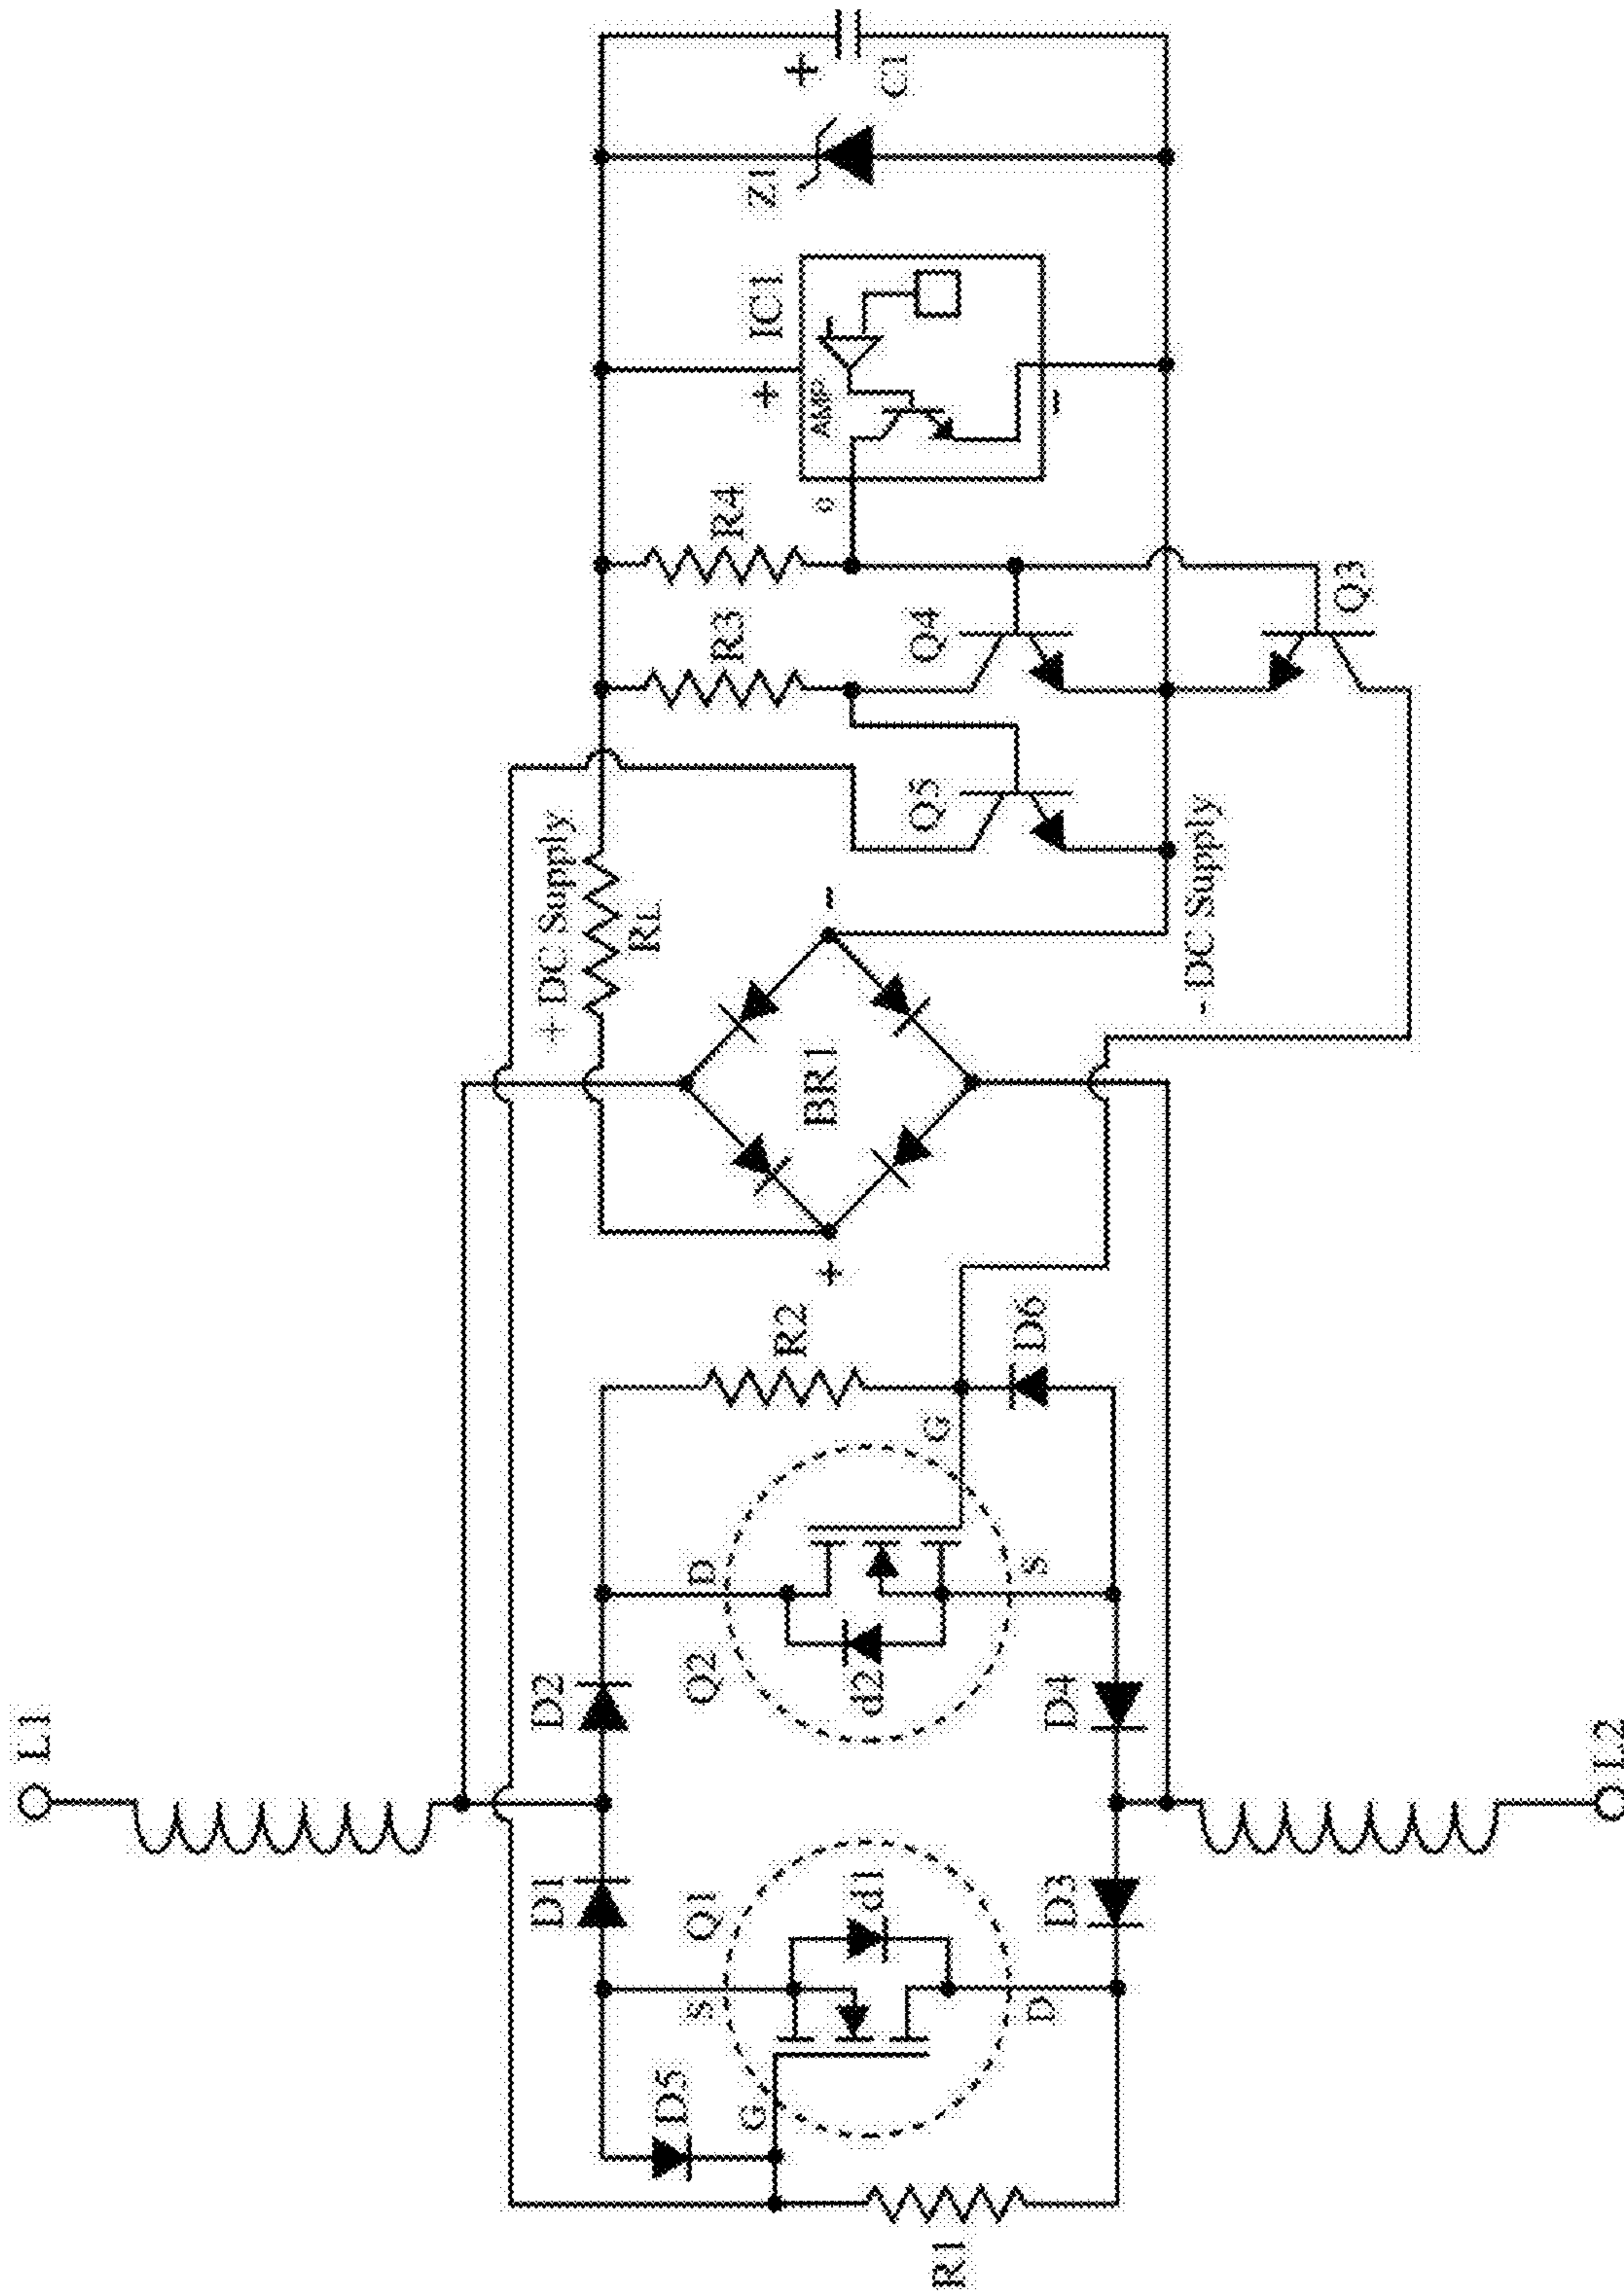 L1
D1
D2
+ DC Supply
RL
Q1
S
d1
D
G
D5
R1
D3
Q2
D
d2
S
G
D4
R2
D6
+
BR1
-
- DC Supply
Q5
R3
Q4
Q3
R4
o
IC1
+
AMP
-
-
Z1
+
C1
L2